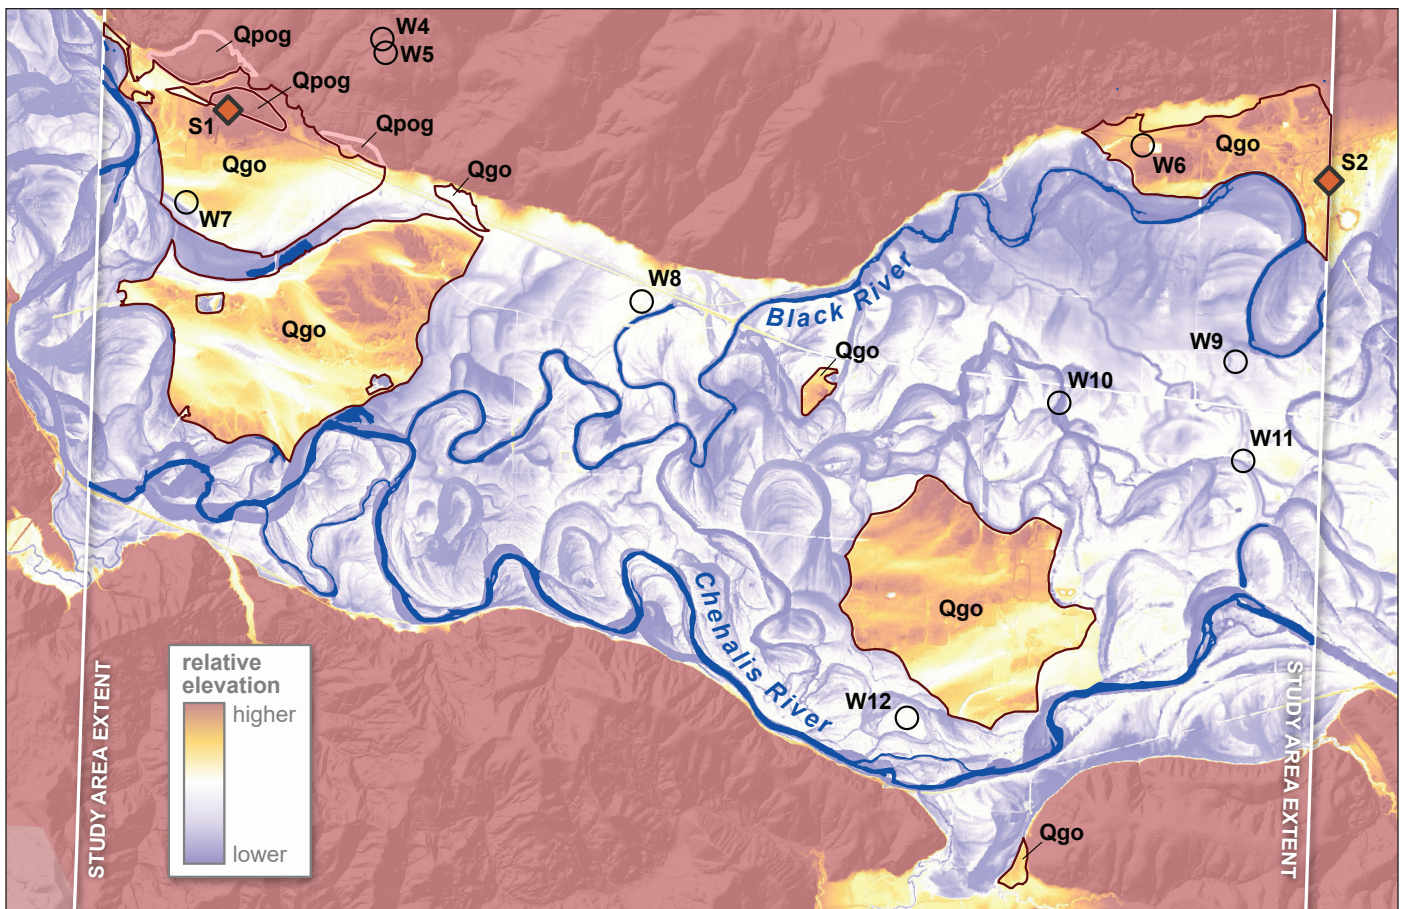 Qpog
W4
W5
Qpog
S1
Qpog
Qgo
Qgo
W7
Qgo
W6
S2
W8
Black River
Qgo
Qgo
W9
W10
W11
Qgo
Chehalis River
W12
Qgo
relative
elevation
higher
lower
STUDY AREA EXTENT
STUDY AREA EXTENT